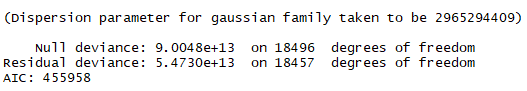 (Dispersion parameter for gaussian family taken to be 2965294409)
Null deviance: 9.0048e+13 on 18496 degrees of freedom
Residual deviance: 5.4730e+13 on 18457 degrees of freedom
AIC: 455958